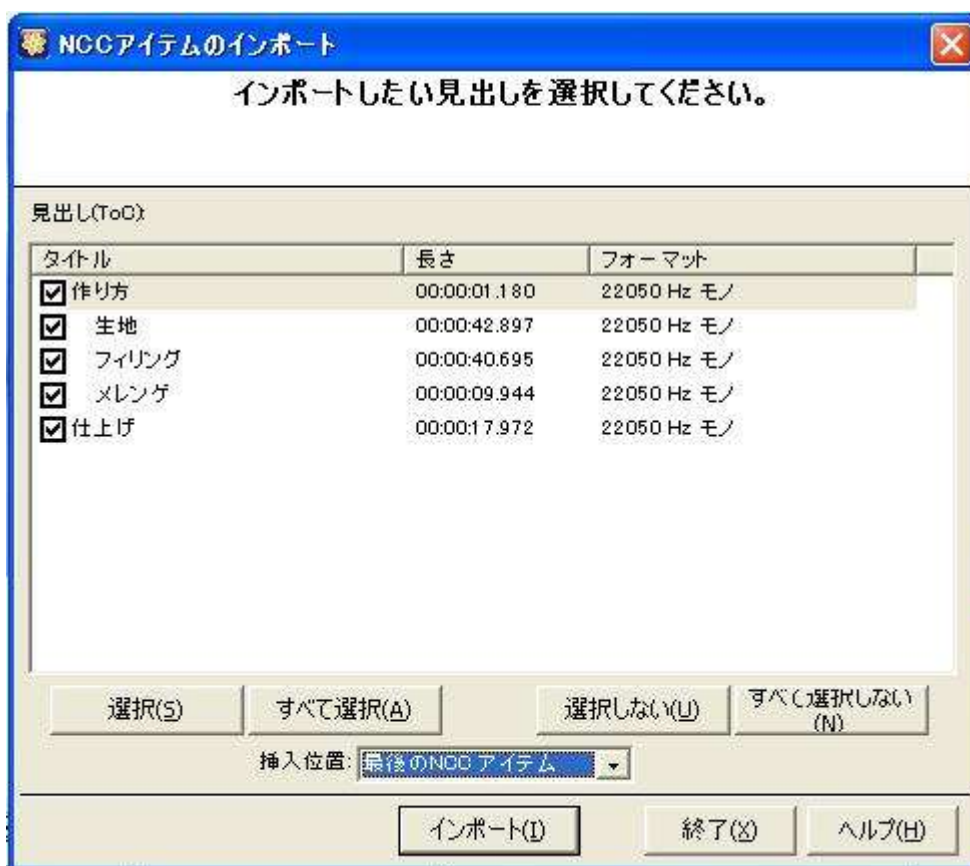 NCCアイテムのインポート
インポートしたい見出しを選択してください。
見出し(ToC):
タイトル 長さ フォーマット
作り方 00:00:01.180 22050 Hz モノ
生地 00:00:42.897 22050 Hz モノ
フィリング 00:00:40.695 22050 Hz モノ
メレンゲ 00:00:09.944 22050 Hz モノ
仕上げ 00:00:17.972 22050 Hz モノ
選択(S) すべて選択(A) 選択しない(U) すべて選択しない
(N)
挿入位置: 最後のNCC アイテム
インポート(I) 終了(X) ヘルプ(H)